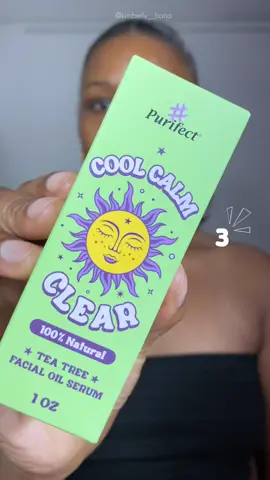 #
Purifect®
COOL CALM
CLEAR
100% Natural
★ TEA TREE ★
FACIAL OIL SERUM
1 OZ
3